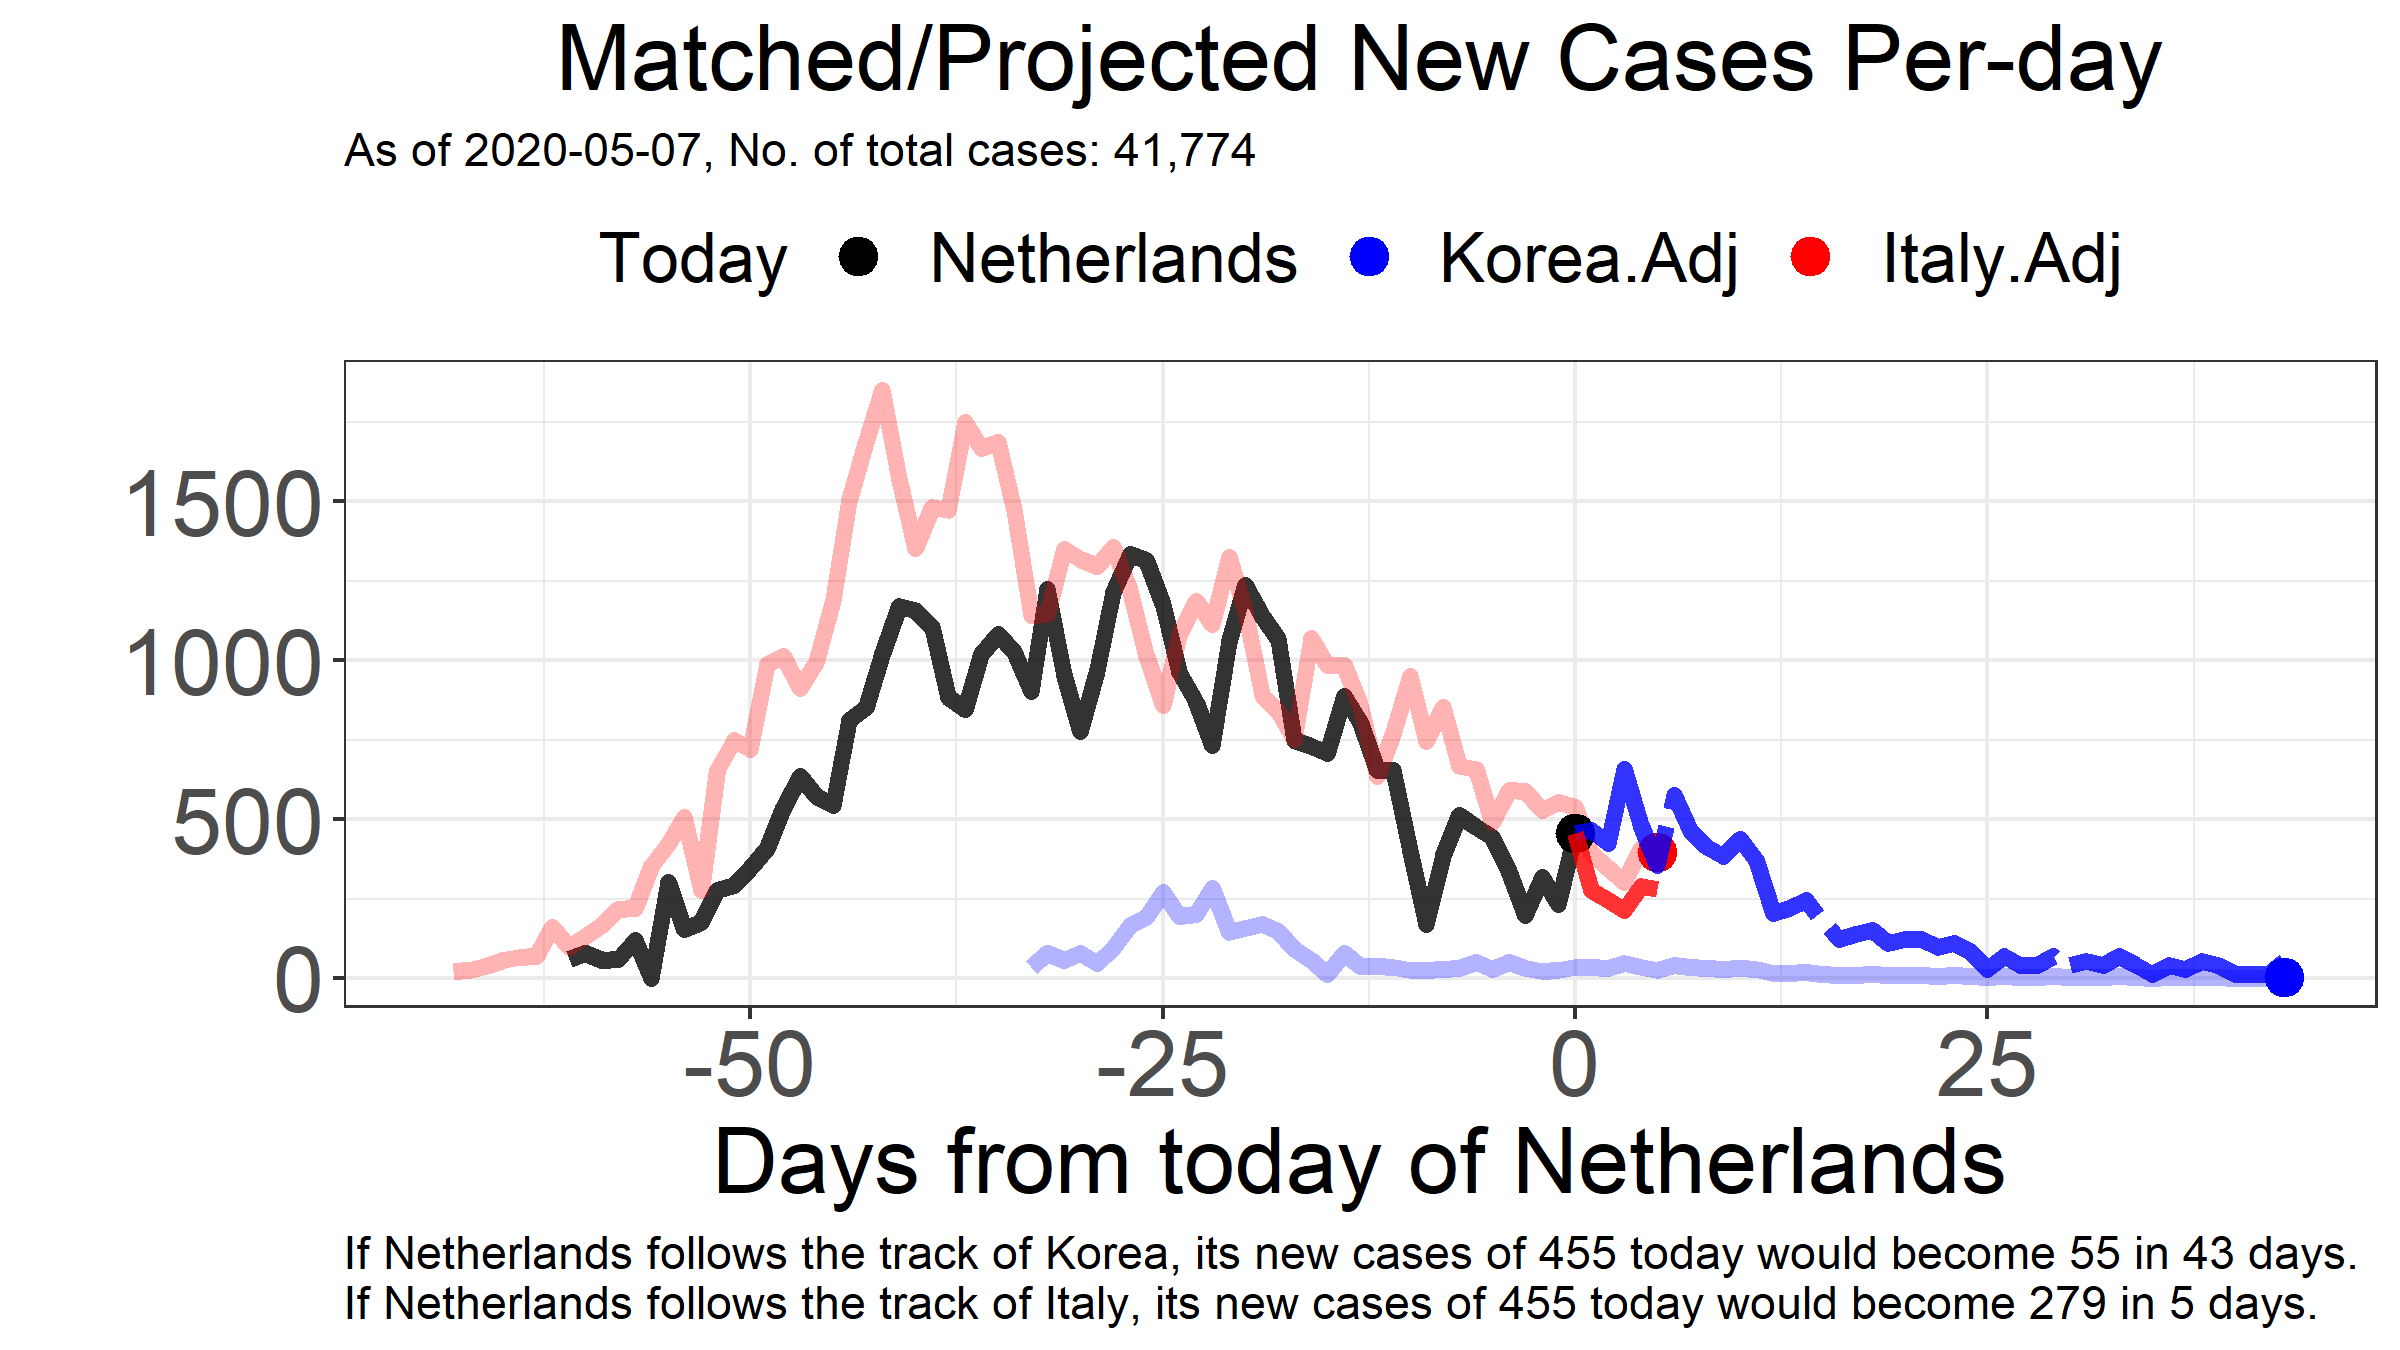 Matched/Projected New Cases Per-day
As of 2020-05-07, No. of total cases: 41,774
Today Netherlands Korea.Adj Italy.Adj
1500
1000
500
0
-50 -25 0 25
Days from today of Netherlands
If Netherlands follows the track of Korea, its new cases of 455 today would become 55 in 43 days.
If Netherlands follows the track of Italy, its new cases of 455 today would become 279 in 5 days.